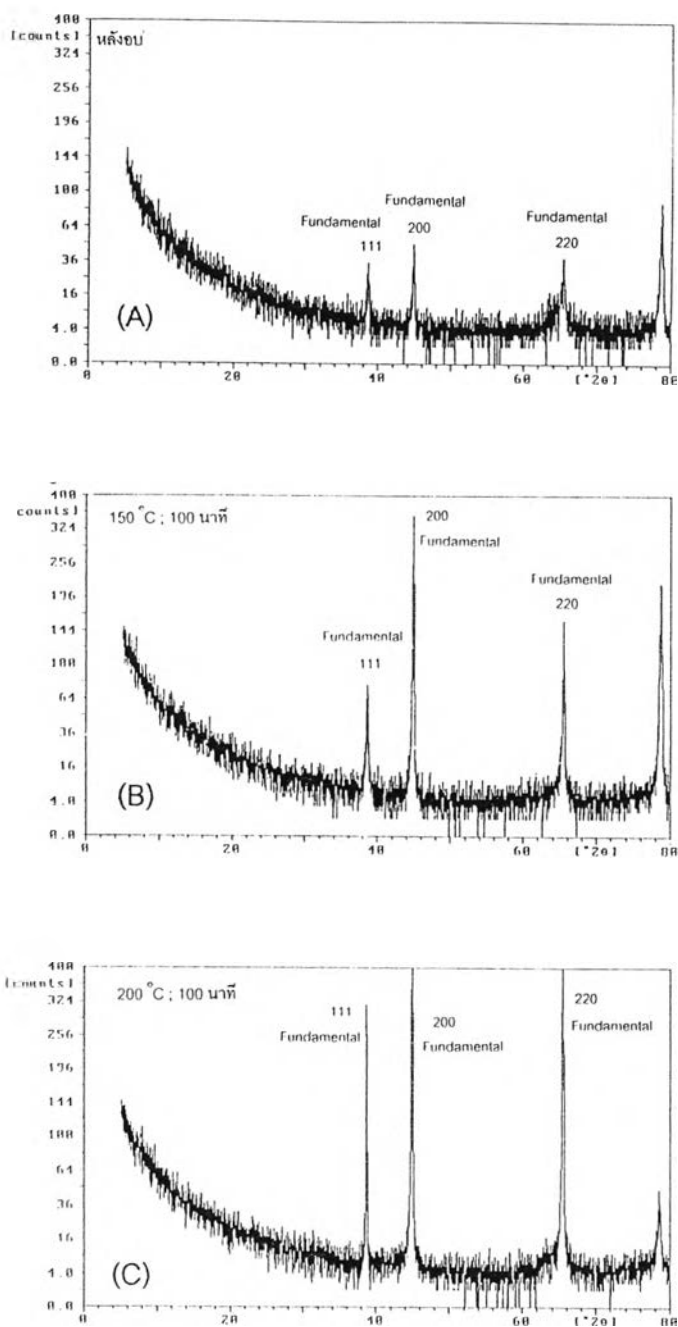 400
[counts]
หลังอบ
324
256
196
144
100
64
36
16
4.0
0.0
Fundamental
111
Fundamental
200
Fundamental
220
(A)
0
20
40
60
[°2θ]
80
400
counts]
150 °C ; 100 นาที
324
256
196
144
100
64
36
16
4.0
0.0
200
Fundamental
Fundamental
111
Fundamental
220
(B)
0
20
40
60
[°2θ]
80
400
[counts]
200 °C ; 100 นาที
324
256
196
144
100
64
36
16
4.0
0.0
111
Fundamental
200
Fundamental
220
Fundamental
(C)
0
20
40
60
[°2θ]
80